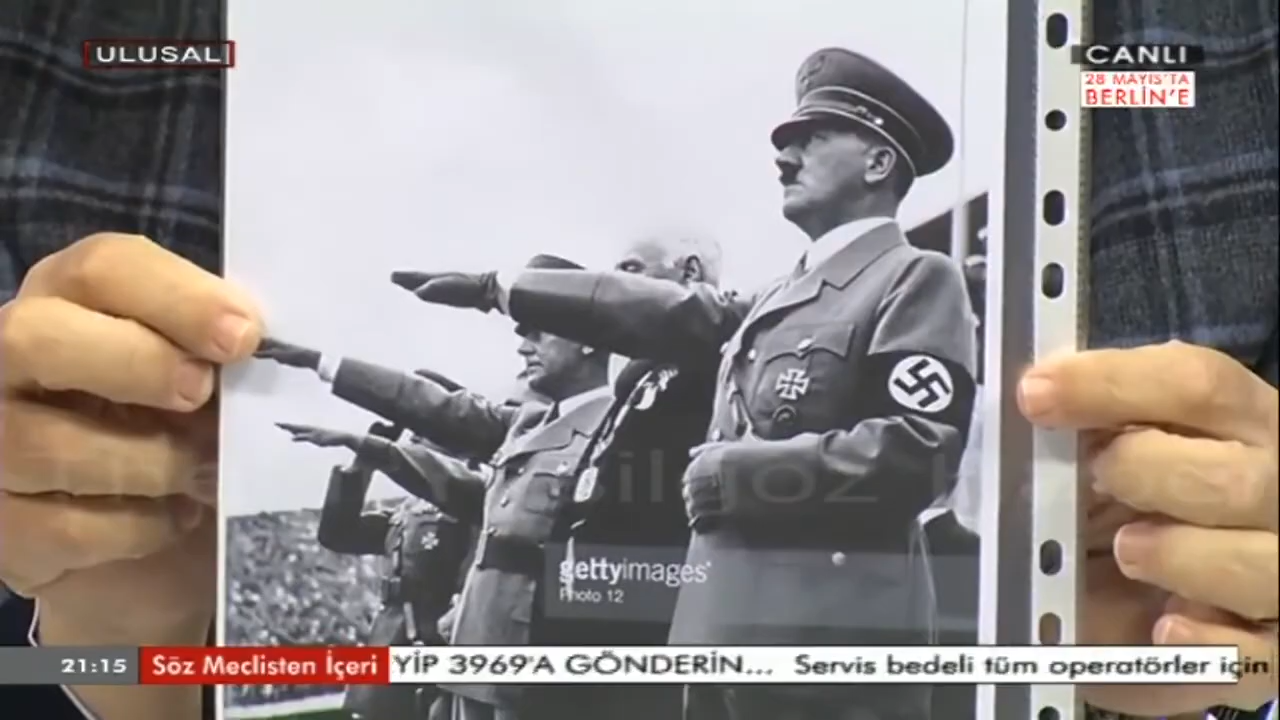 ULUSAL
CANLI
28 MAYIS'TA
BERLİN'E
gettyimages®
Photo 12
21:15
Söz Meclisten İçeri
YİP 3969'A GÖNDERİN... Servis bedeli tüm operatörler için